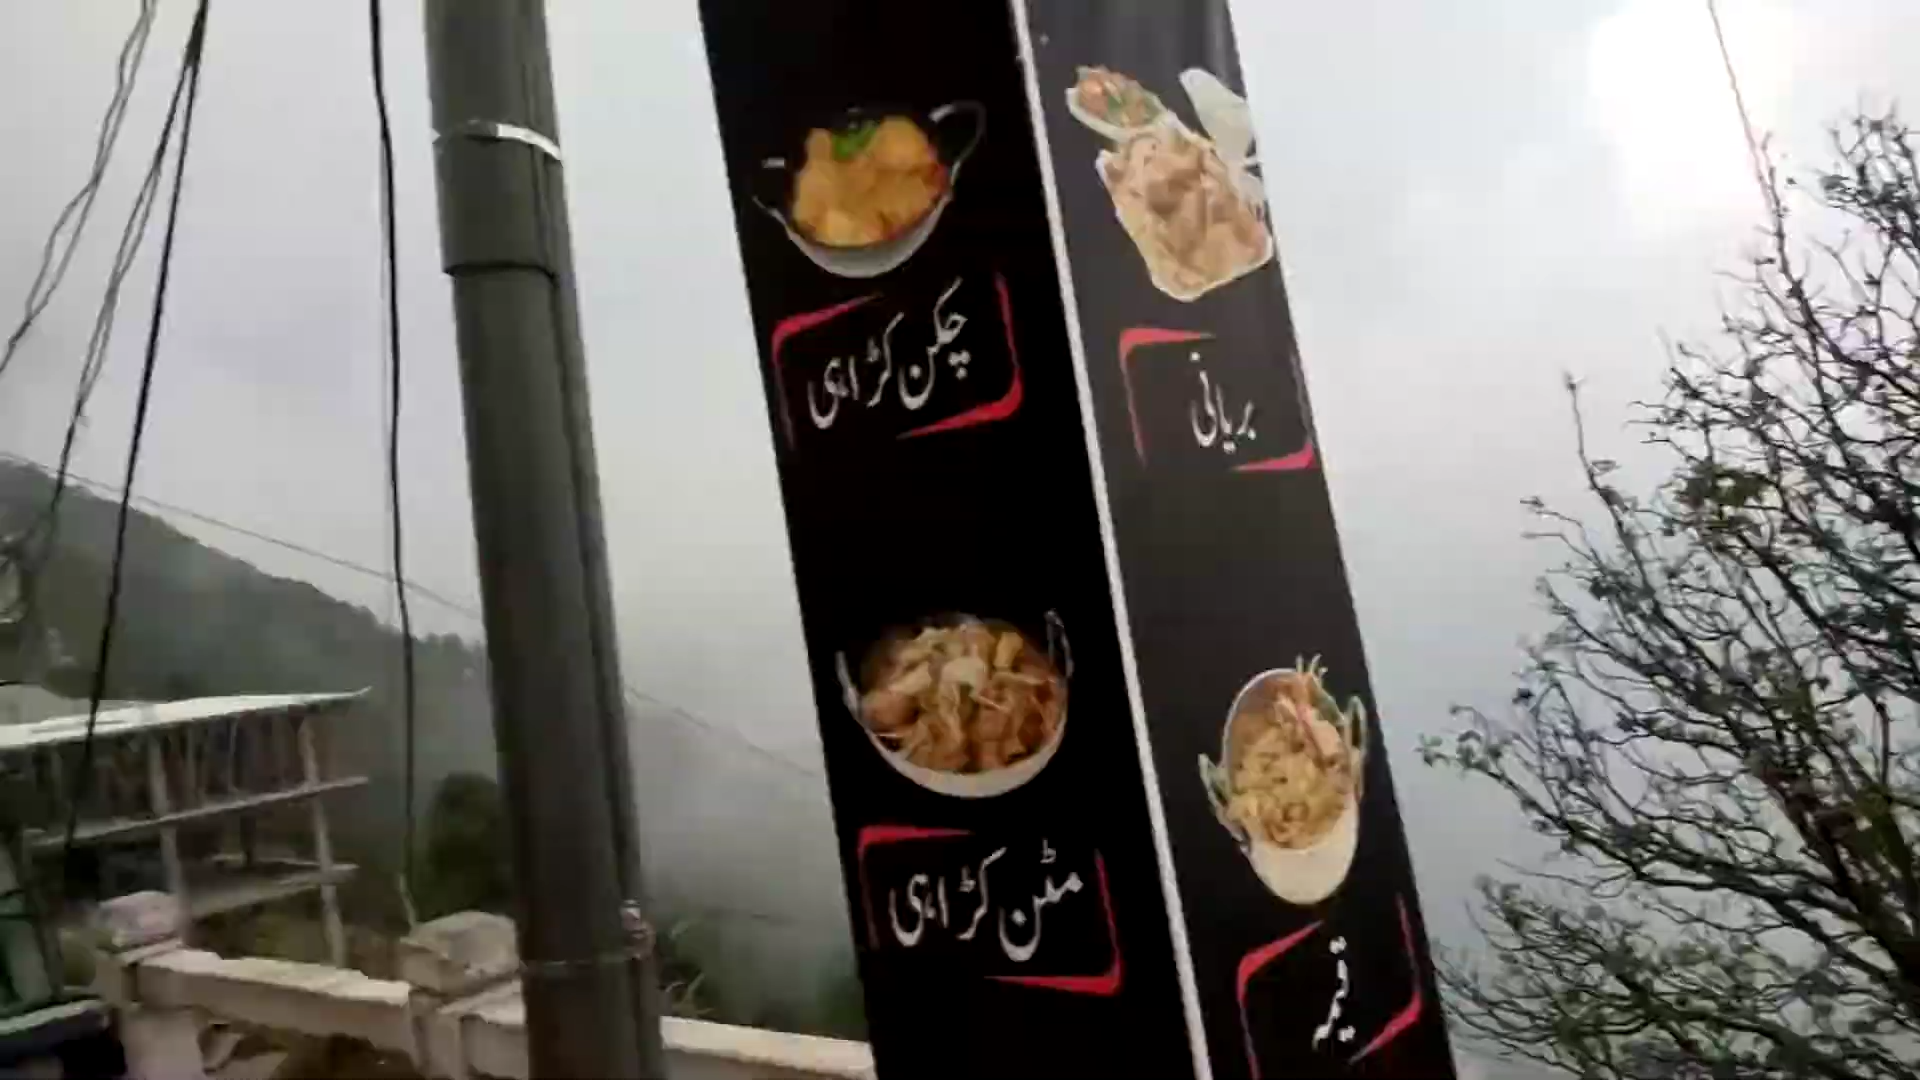 چکن کڑاہی
مٹن کڑاہی
بریانی
قیمہ